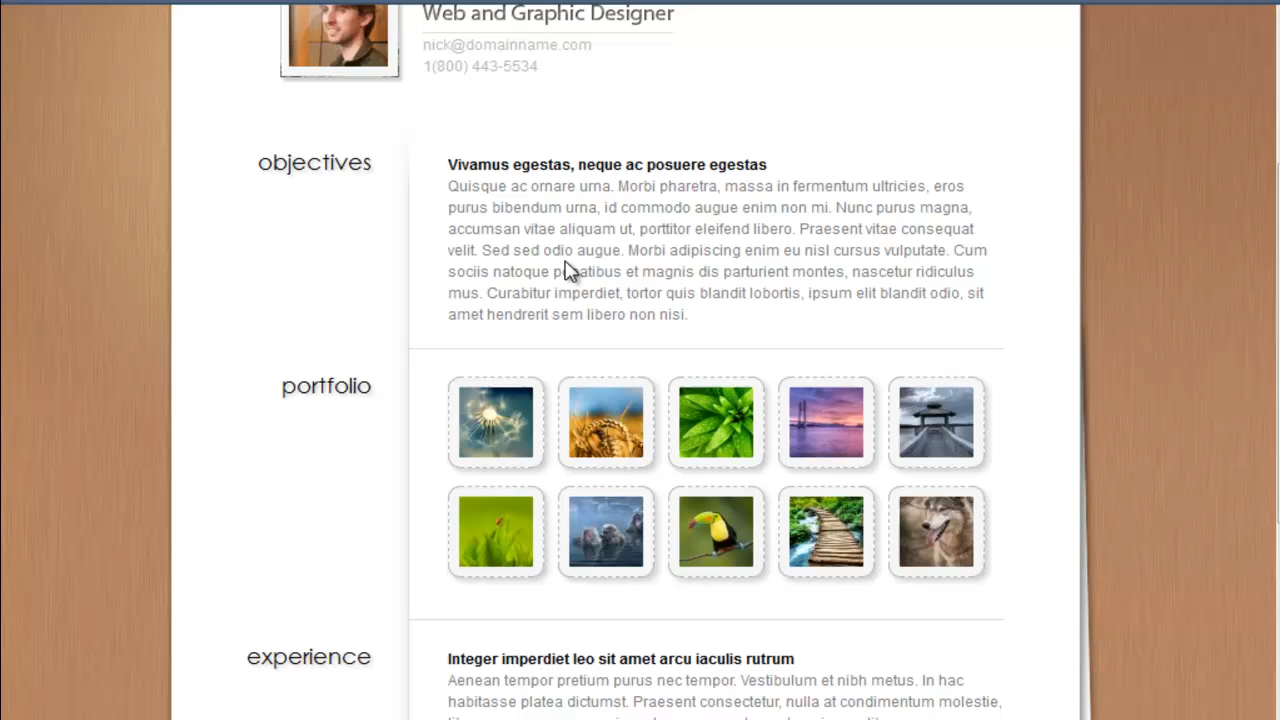 Web and Graphic Designer
nick@domainname.com
1(800) 443-5534
objectives
Vivamus egestas, neque ac posuere egestas
Quisque ac ornare urna. Morbi pharetra, massa in fermentum ultricies, eros
purus bibendum urna, id commodo augue enim non mi. Nunc purus magna,
accumsan vitae aliquam ut, porttitor eleifend libero. Praesent vitae consequat
velit. Sed sed odio augue. Morbi adipiscing enim eu nisl cursus vulputate. Cum
sociis natoque et magnis dis parturient montes, nascetur ridiculus
mus. Curabitur imperdiet, tortor quis blandit lobortis, ipsum elit blandit odio, sit
amet hendrerit sem libero non nisi.
portfolio
experience
Integer imperdiet leo sit amet arcu iaculis rutrum
Aenean tempor pretium purus nec tempor. Vestibulum et nibh metus. In hac
habitasse platea dictumst. Praesent consectetur, nulla at condimentum molestie,